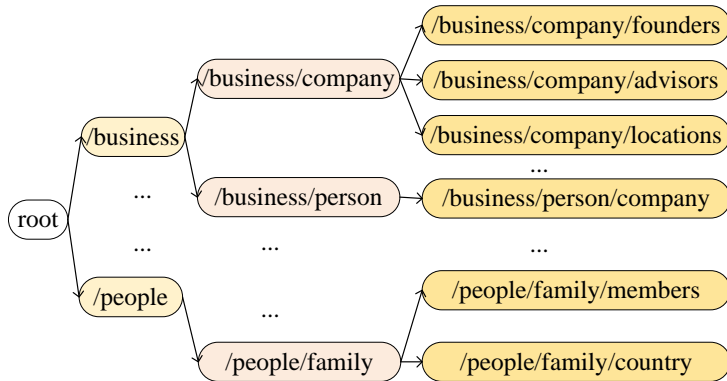 root
/business
...
...
/people
/business/company
/business/person
...
...
/people/family
/business/company/founders
/business/company/advisors
/business/company/locations
...
/business/person/company
...
/people/family/members
/people/family/country